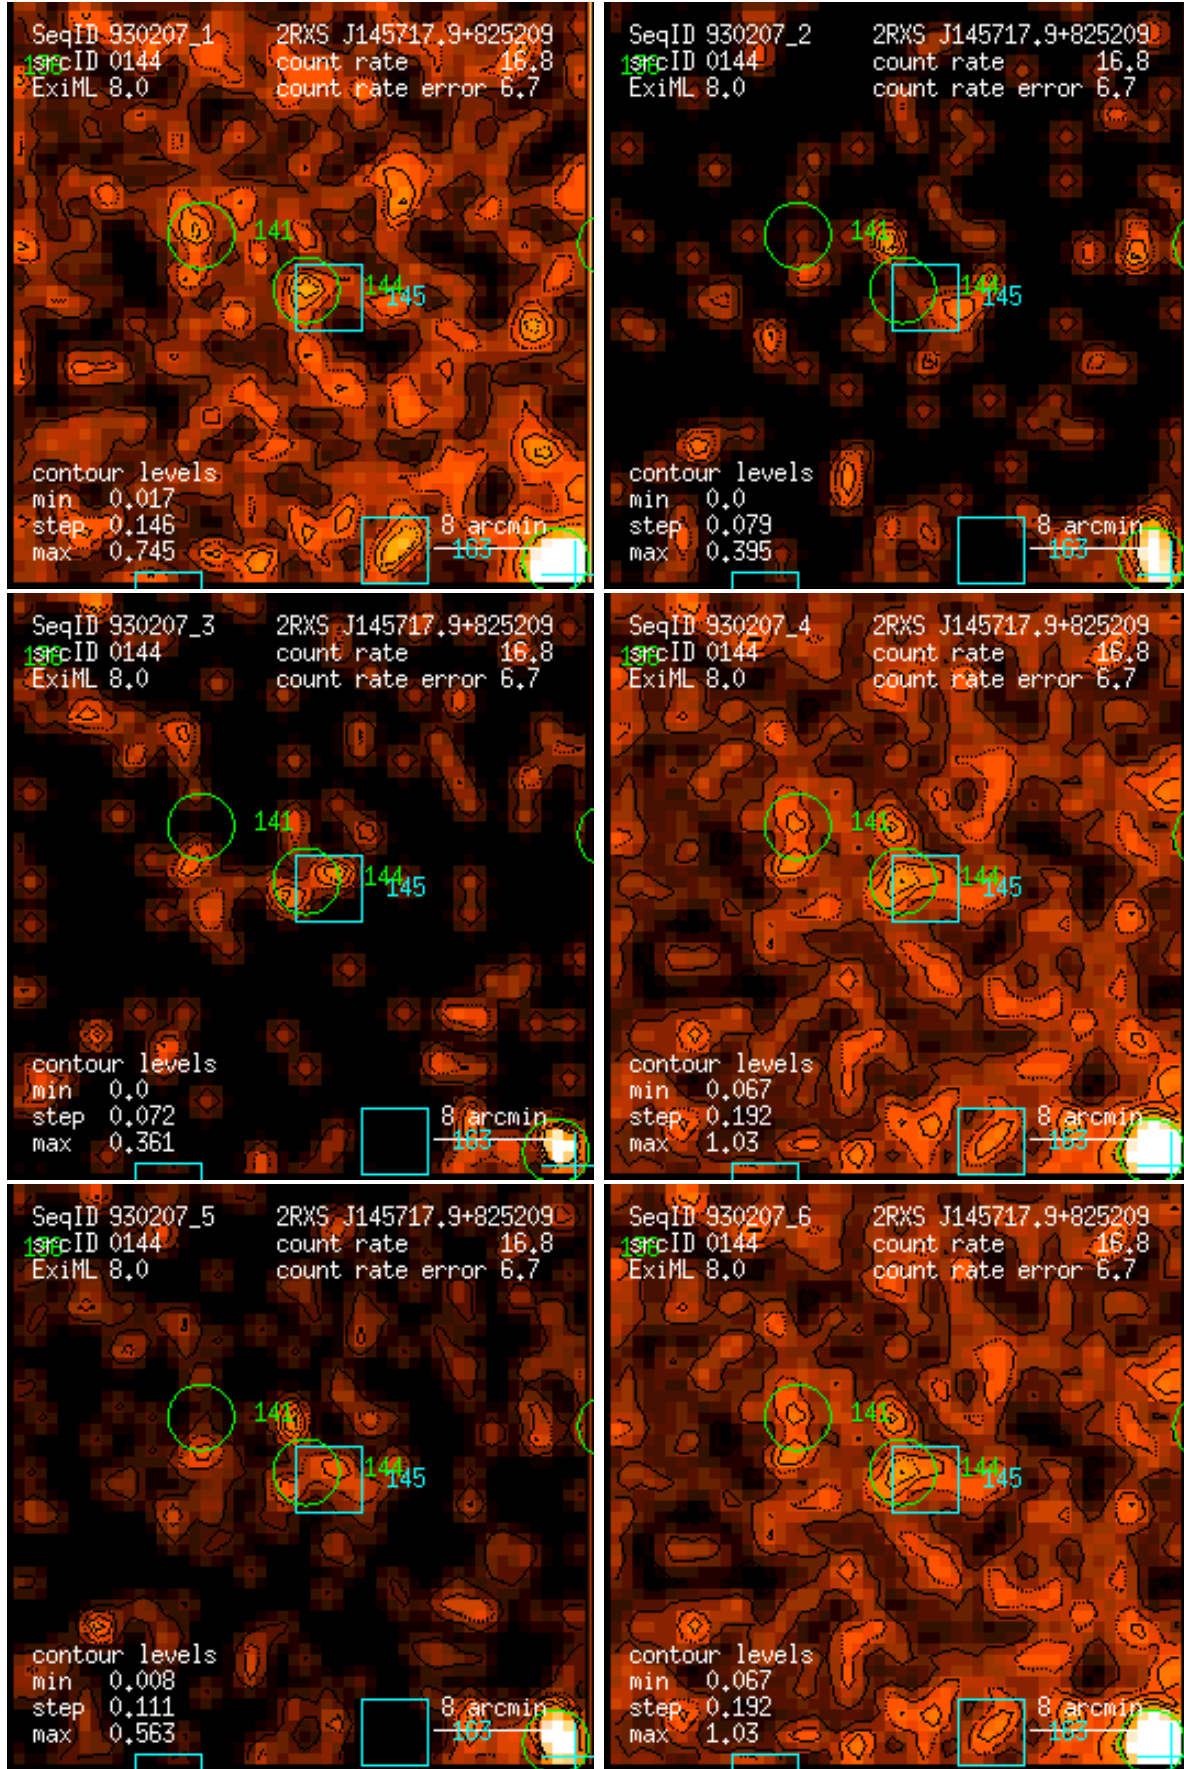 SeqID 930207_1 2RXS J145717.9+825209
srcID 0144 count rate 16.8
ExiML 8.0 count rate error 6.7
141
144
145
contour levels
min 0.017
step 0.146 8 arcmin
max 0.745 163
SeqID 930207_2 2RXS J145717.9+825209
srcID 0144 count rate 16.8
ExiML 8.0 count rate error 6.7
141
144
145
contour levels
min 0.0
step 0.079 8 arcmin
max 0.395 163
SeqID 930207_3 2RXS J145717.9+825209
srcID 0144 count rate 16.8
ExiML 8.0 count rate error 6.7
141
144
145
contour levels
min 0.0
step 0.072 8 arcmin
max 0.361 163
SeqID 930207_4 2RXS J145717.9+825209
srcID 0144 count rate 16.8
ExiML 8.0 count rate error 6.7
141
144
145
contour levels
min 0.067
step 0.192 8 arcmin
max 1.03 163
SeqID 930207_5 2RXS J145717.9+825209
srcID 0144 count rate 16.8
ExiML 8.0 count rate error 6.7
141
144
145
contour levels
min 0.008
step 0.111 8 arcmin
max 0.563 163
SeqID 930207_6 2RXS J145717.9+825209
srcID 0144 count rate 16.8
ExiML 8.0 count rate error 6.7
141
144
145
contour levels
min 0.067
step 0.192 8 arcmin
max 1.03 163